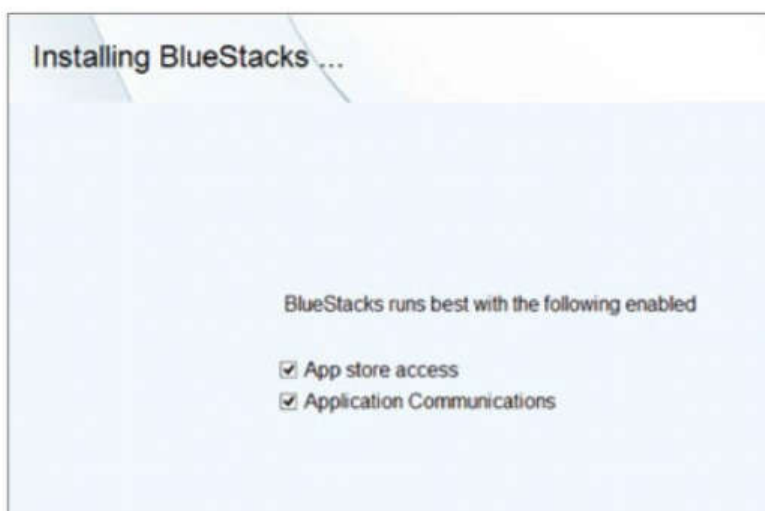 Installing BlueStacks ...
BlueStacks runs best with the following enabled
App store access
Application Communications